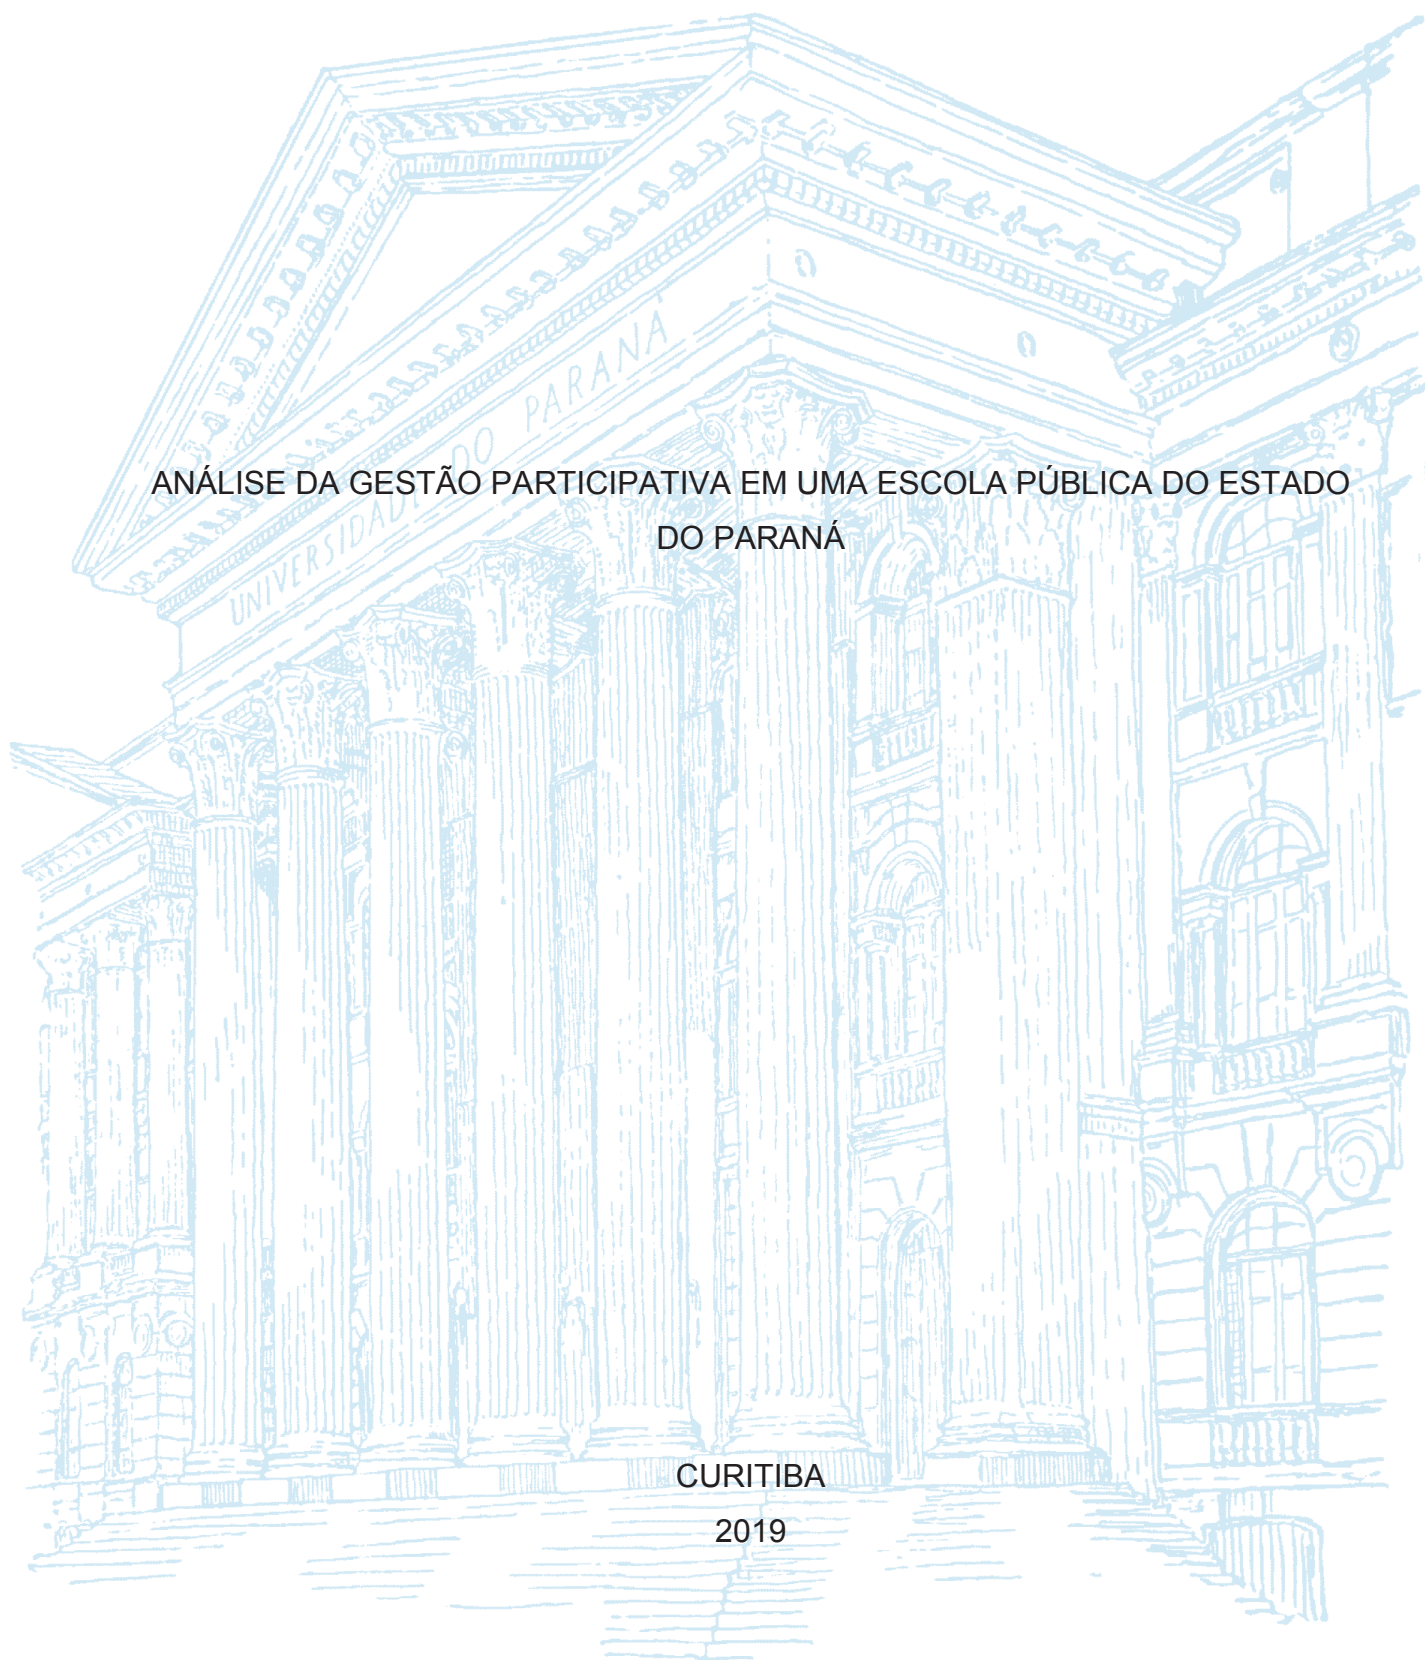 UNIVERSIDADE DO PARANÁ
ANÁLISE DA GESTÃO PARTICIPATIVA EM UMA ESCOLA PÚBLICA DO ESTADO
DO PARANÁ
CURITIBA
2019